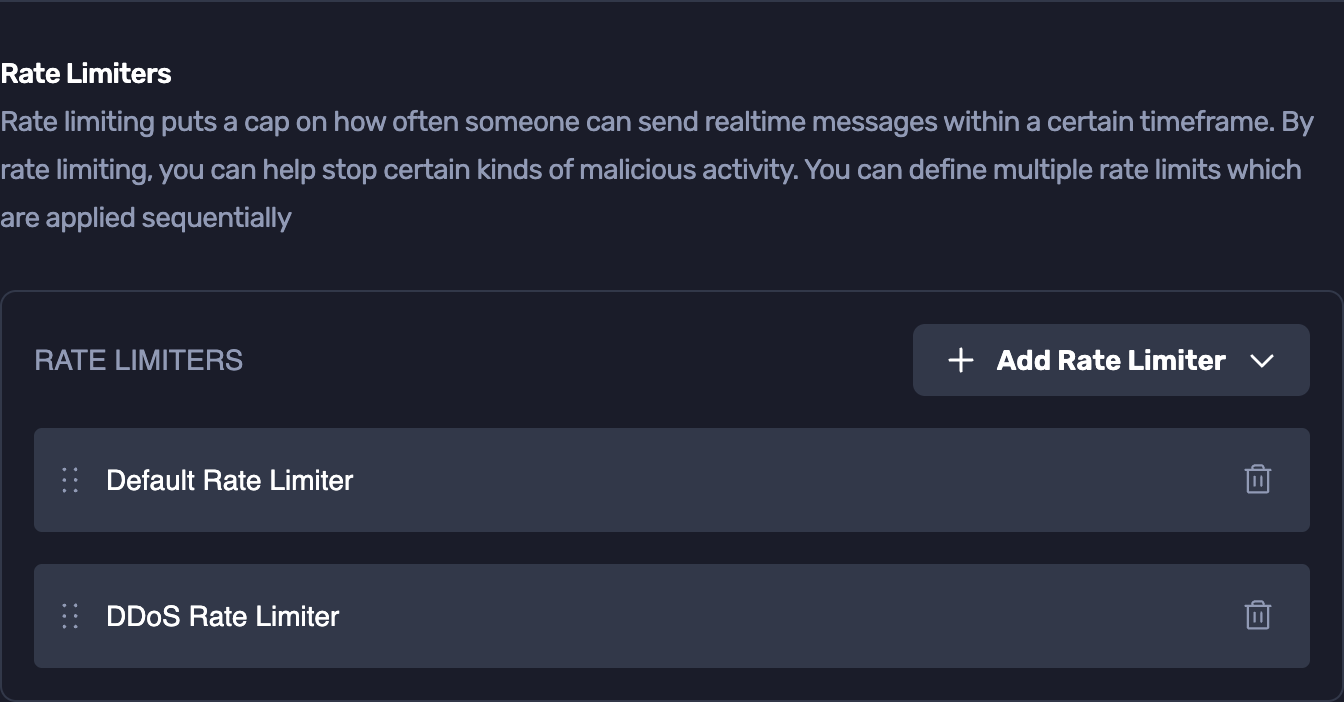 Rate Limiters
Rate limiting puts a cap on how often someone can send realtime messages within a certain timeframe. By
rate limiting, you can help stop certain kinds of malicious activity. You can define multiple rate limits which
are applied sequentially
RATE LIMITERS
Add Rate Limiter
Default Rate Limiter
DDoS Rate Limiter